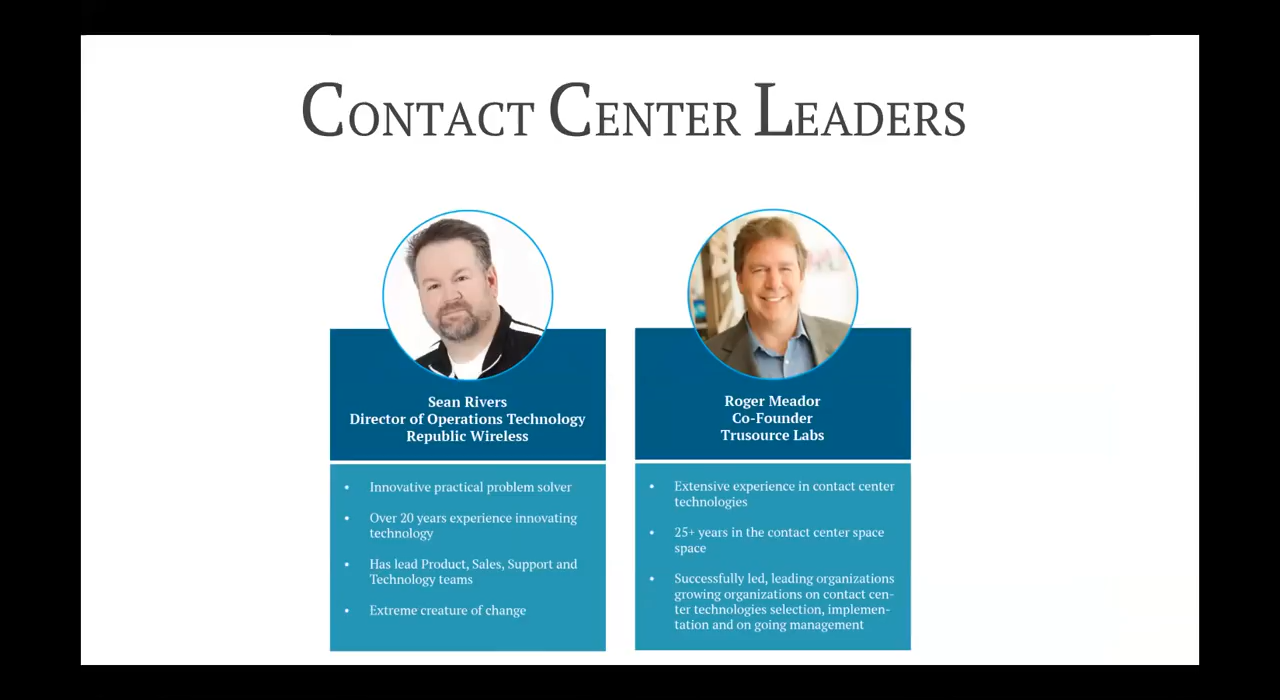 Contact Center Leaders
Sean Rivers
Director of Operations Technology
Republic Wireless
• Innovative practical problem solver
• Over 20 years experience innovating
technology
• Has lead Product, Sales, Support and
Technology teams
• Extreme creature of change
Roger Meador
Co-Founder
Trusource Labs
• Extensive experience in contact center
technologies
• 25+ years in the contact center space
space
• Successfully led, leading organizations
growing organizations on contact cen-
ter technologies selection, implemen-
tation and on going management